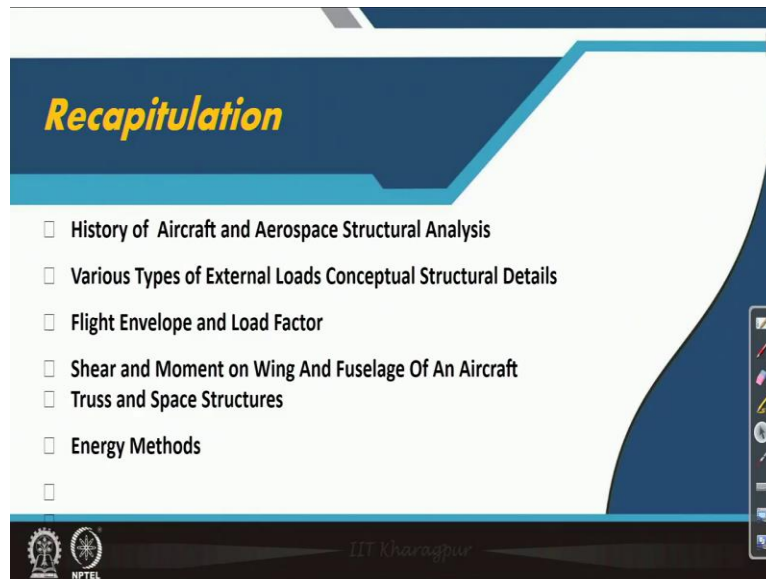 Recapitulation
History of Aircraft and Aerospace Structural Analysis
Various Types of External Loads Conceptual Structural Details
Flight Envelope and Load Factor
Shear and Moment on Wing And Fuselage Of An Aircraft
Truss and Space Structures
Energy Methods
IIT Kharagpur
NPTEL